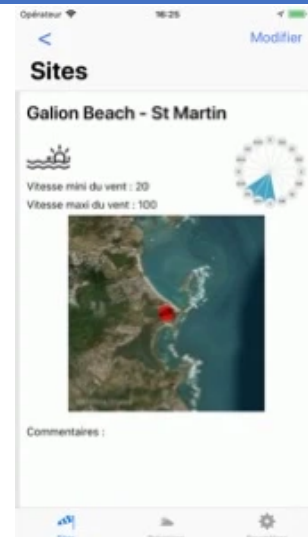 Opérateur 16:25
< Modifier
Sites
Galion Beach - St Martin
Vitesse mini du vent : 20
Vitesse maxi du vent : 100
Commentaires :
Sites